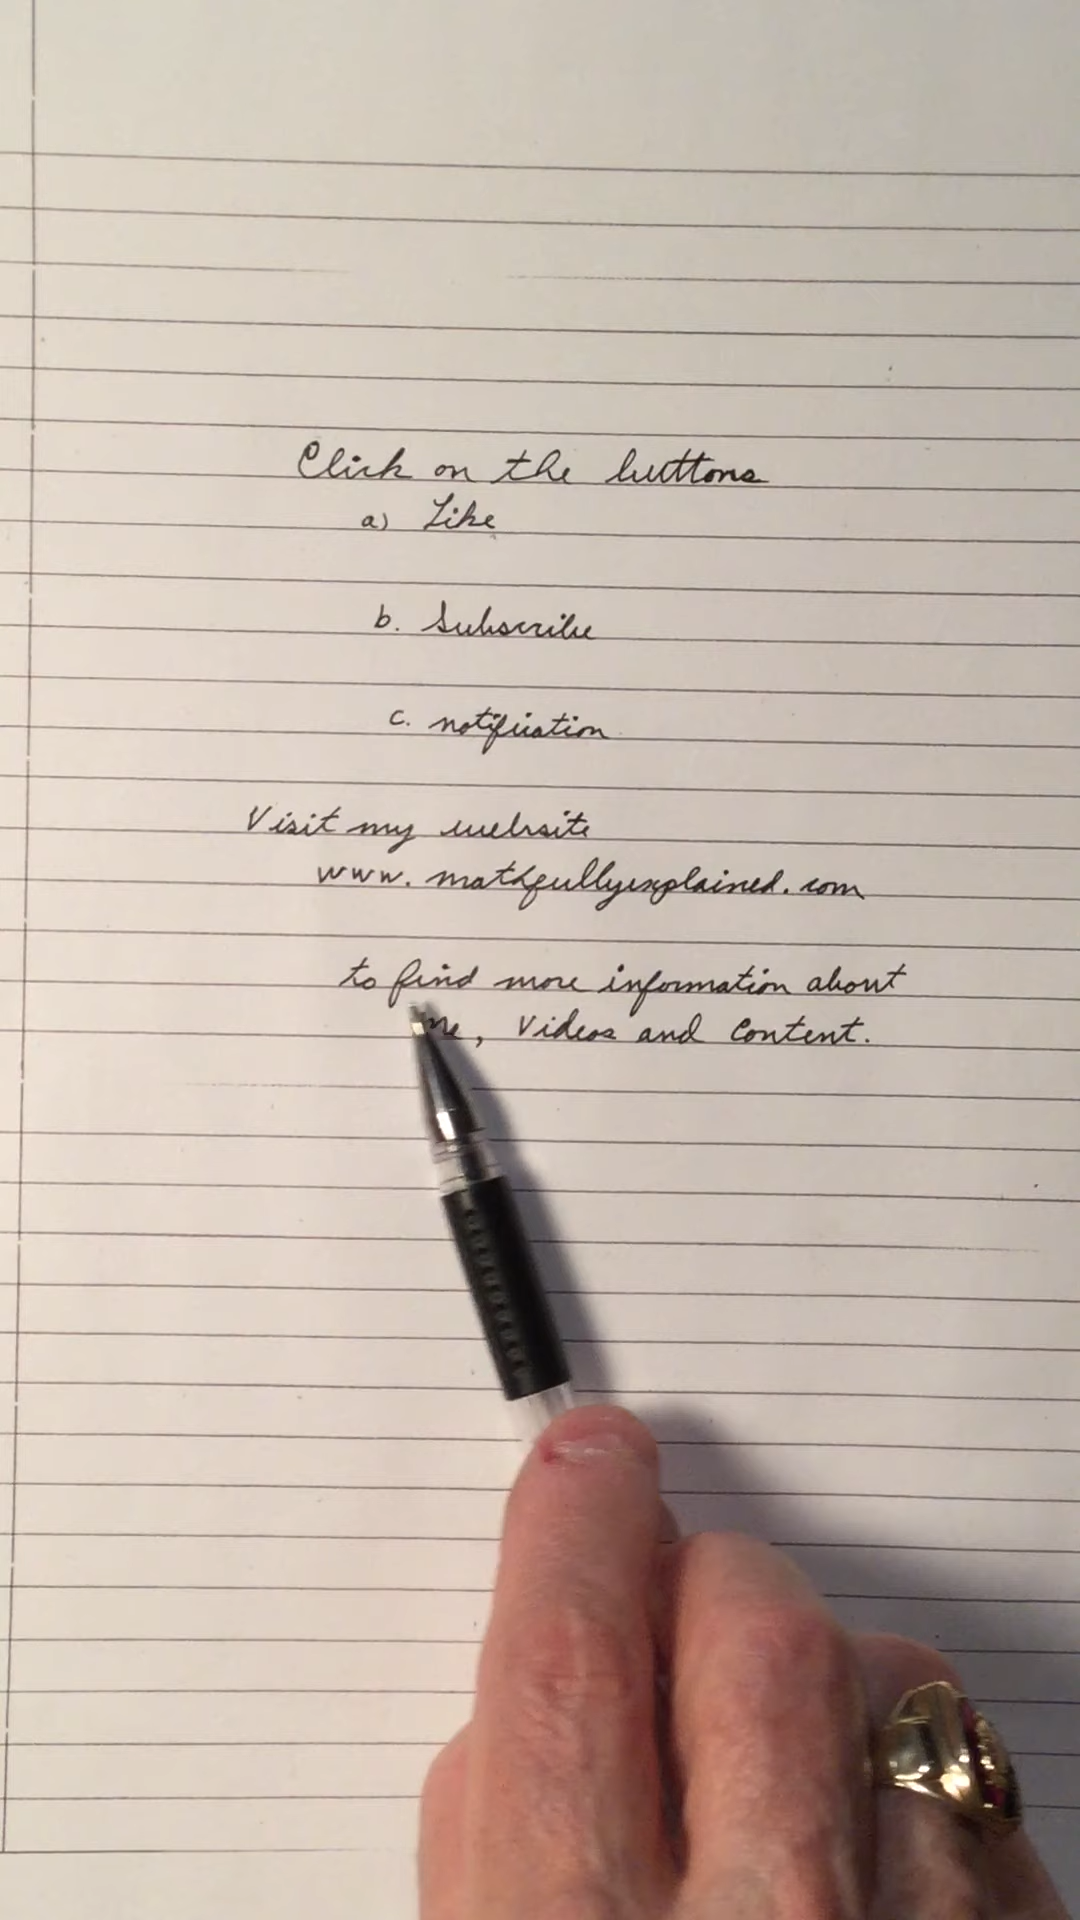 Click on the buttons
a) Like
b. Subscribe
c. notification
Visit my website
www.mathfullyexplained.com
to find more information about
me, Videos and Content.